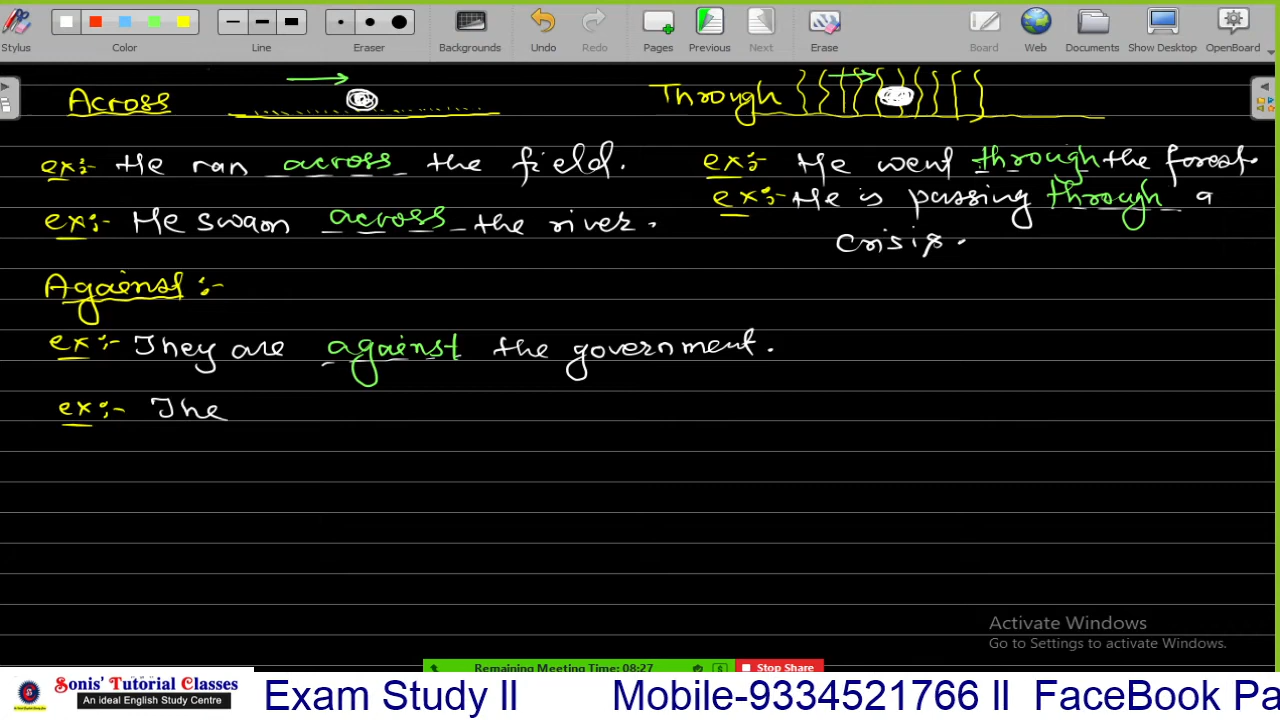 Stylus
Color
Line
Eraser
Backgrounds
Undo
Redo
Pages
Previous
Next
Erase
Board
Web
Documents
Show Desktop
OpenBoard
Across
Through
ex:- He ran across the field.
ex:- He went through the forest.
ex:- He swam across the river.
ex:- He is passing through a
crisis.
Against :-
ex:- They are against the government.
ex:- The
Activate Windows
Go to Settings to activate Windows.
Remaining Meeting Time: 08:27
Stop Share
Sonis' Tutorial Classes
An ideal English Study Centre
Exam Study ll Mobile-9334521766 ll FaceBook Pa